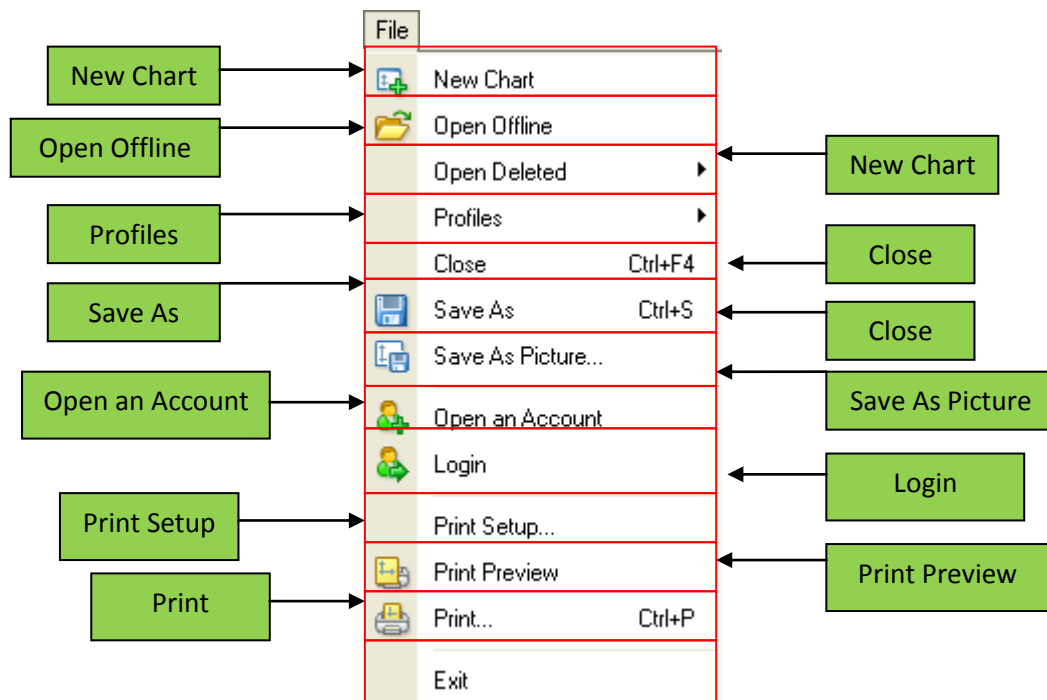 File
New Chart
New Chart
Open Offline
Open Offline
New Chart
Open Deleted
Profiles
Profiles
Close
Close Ctrl+F4
Save As
Save As Ctrl+S
Close
Save As Picture...
Save As Picture
Open an Account
Open an Account
Login
Login
Print Setup
Print Setup...
Print Preview
Print Preview
Print
Print... Ctrl+P
Exit